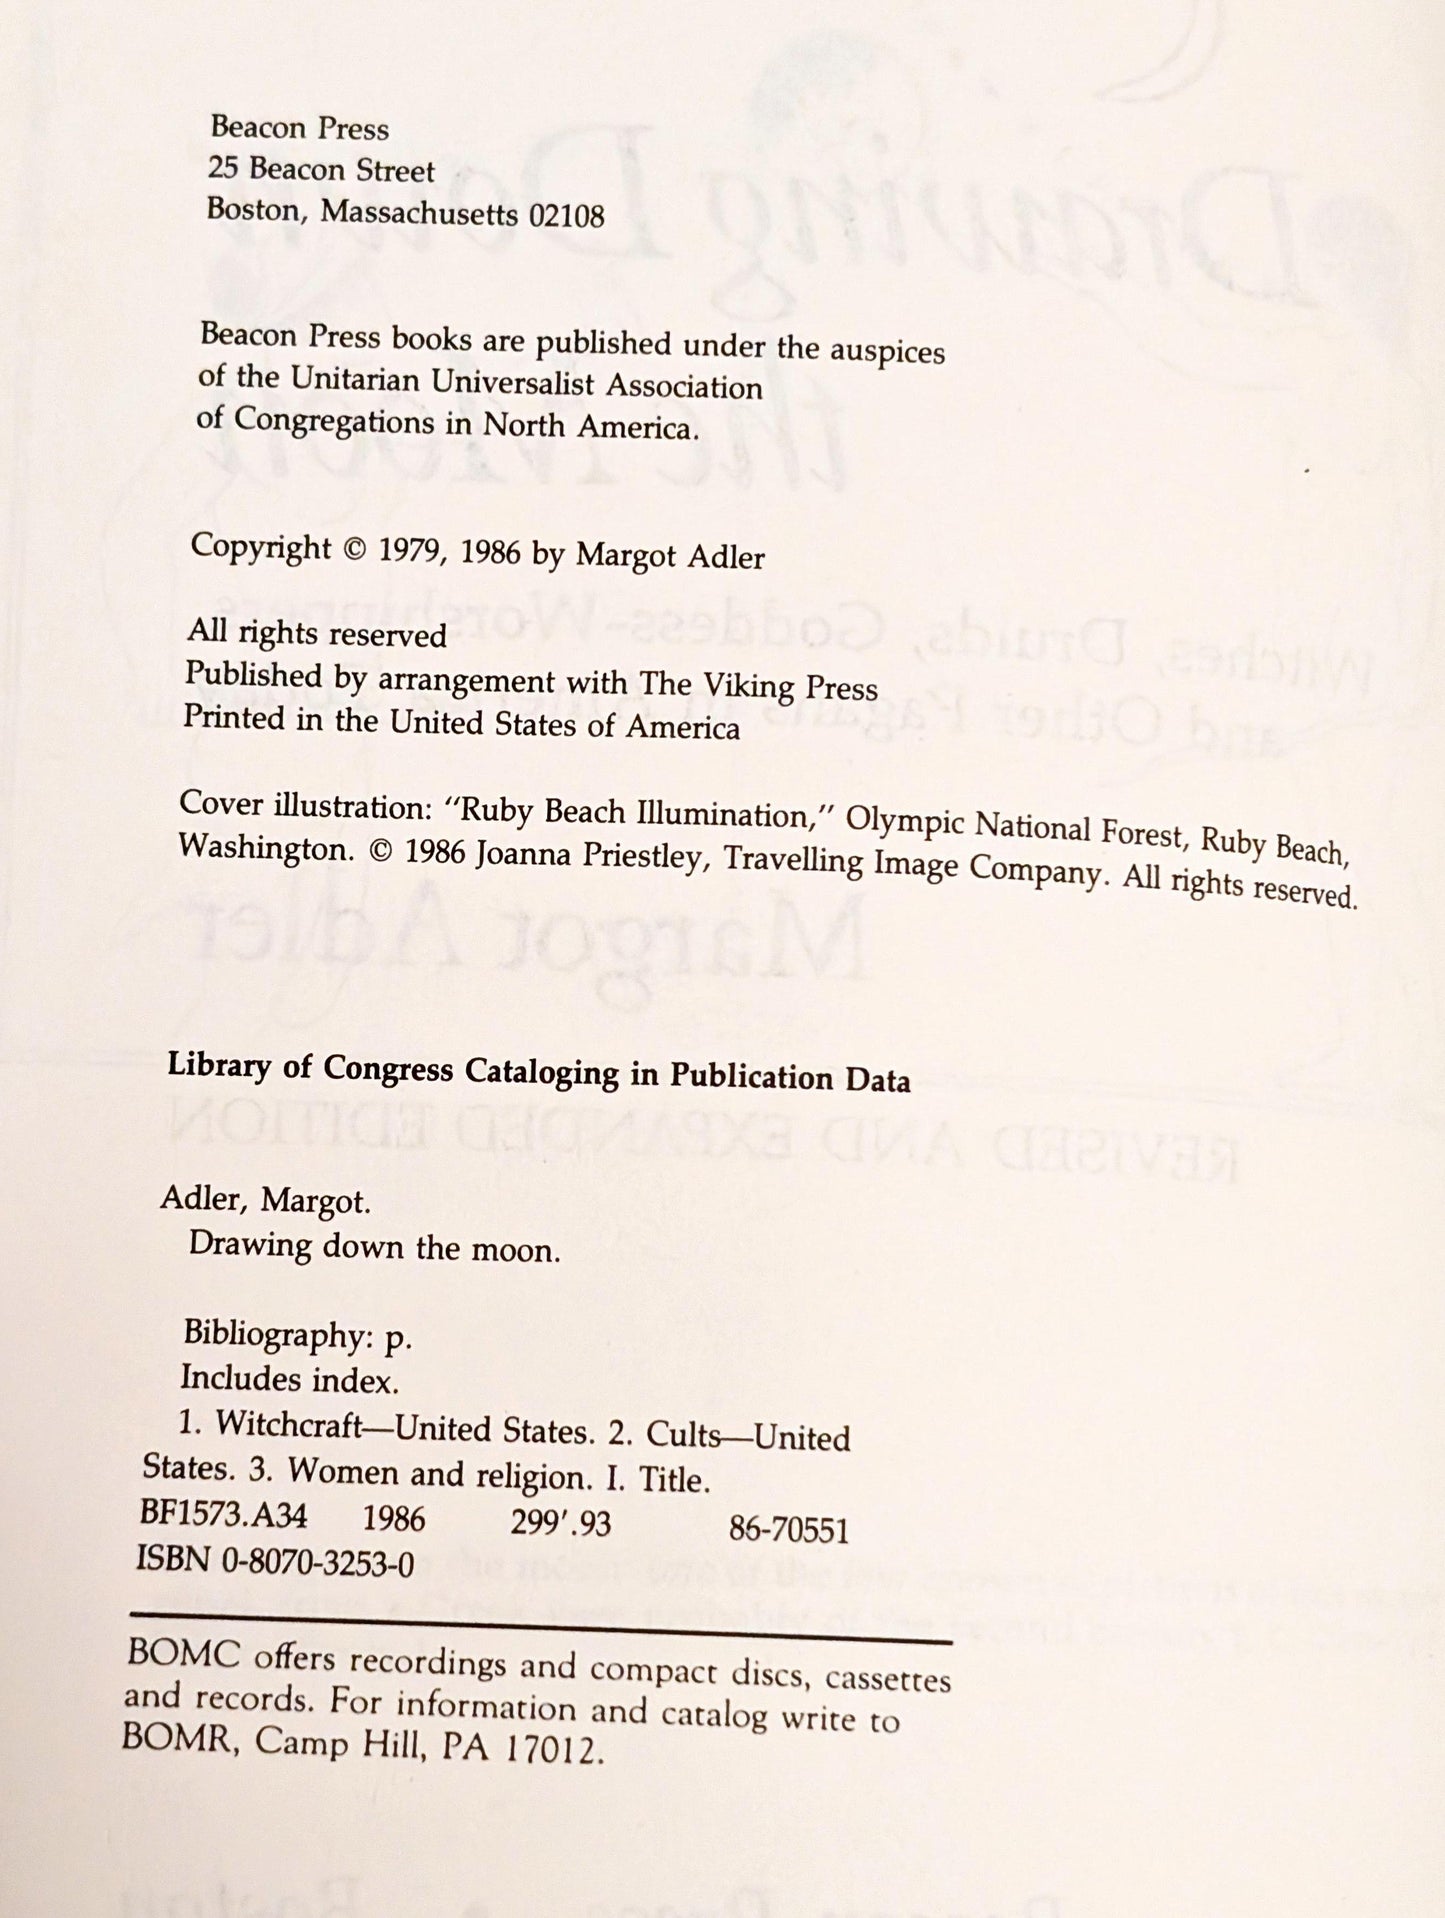 Beacon Press
25 Beacon Street
Boston, Massachusetts 02108
Beacon Press books are published under the auspices
of the Unitarian Universalist Association
of Congregations in North America.
Copyright © 1979, 1986 by Margot Adler
All rights reserved
Published by arrangement with The Viking Press
Printed in the United States of America
Cover illustration: "Ruby Beach Illumination," Olympic National Forest, Ruby Beach,
Washington. © 1986 Joanna Priestley, Travelling Image Company. All rights reserved.
Library of Congress Cataloging in Publication Data
Adler, Margot.
Drawing down the moon.
Bibliography: p.
Includes index.
1. Witchcraft—United States. 2. Cults—United
States. 3. Women and religion. I. Title.
BF1573.A34 1986 299'.93 86-70551
ISBN 0-8070-3253-0
BOMC offers recordings and compact discs, cassettes
and records. For information and catalog write to
BOMR, Camp Hill, PA 17012.